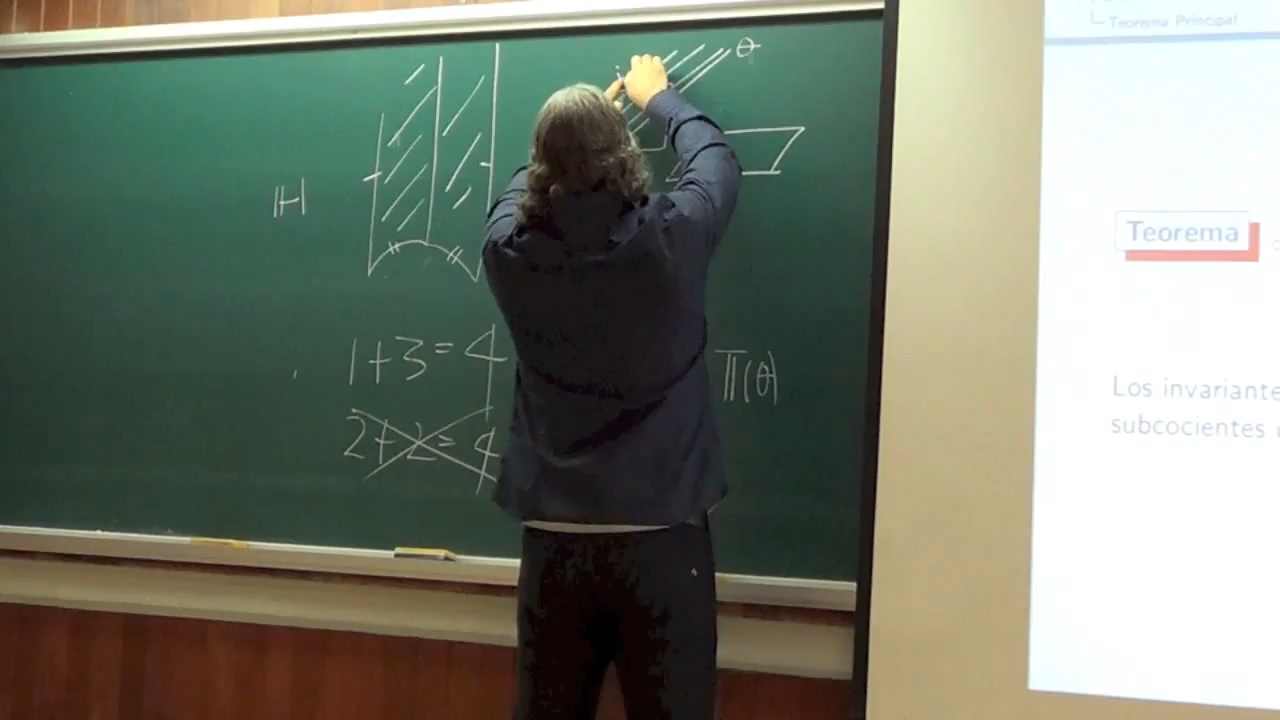 θ
ℍ
1+3=4
2+2=4
π(θ)
Teorema Principal
Teorema
Los invariante
subcocientes